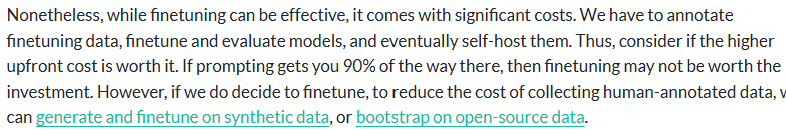 Nonetheless, while finetuning can be effective, it comes with significant costs. We have to annotate
finetuning data, finetune and evaluate models, and eventually self-host them. Thus, consider if the higher
upfront cost is worth it. If prompting gets you 90% of the way there, then finetuning may not be worth the
investment. However, if we do decide to finetune, to reduce the cost of collecting human-annotated data,
can generate and finetune on synthetic data, or bootstrap on open-source data.